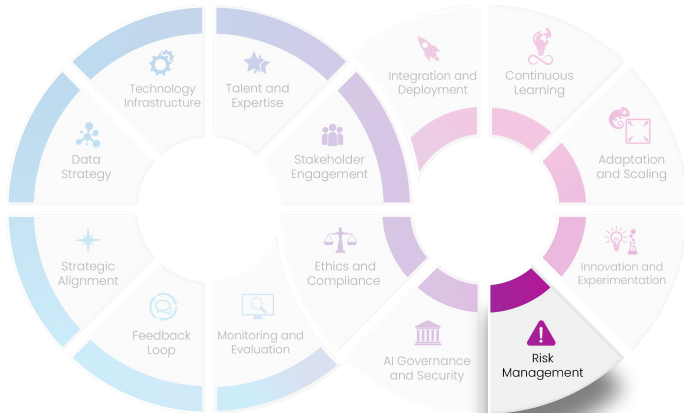 Technology
Infrastructure
Talent and
Expertise
Integration and
Deployment
Continuous
Learning
Data
Strategy
Stakeholder
Engagement
Adaptation
and Scaling
Strategic
Alignment
Ethics and
Compliance
Innovation and
Experimentation
Feedback
Loop
Monitoring and
Evaluation
AI Governance
and Security
Risk
Management